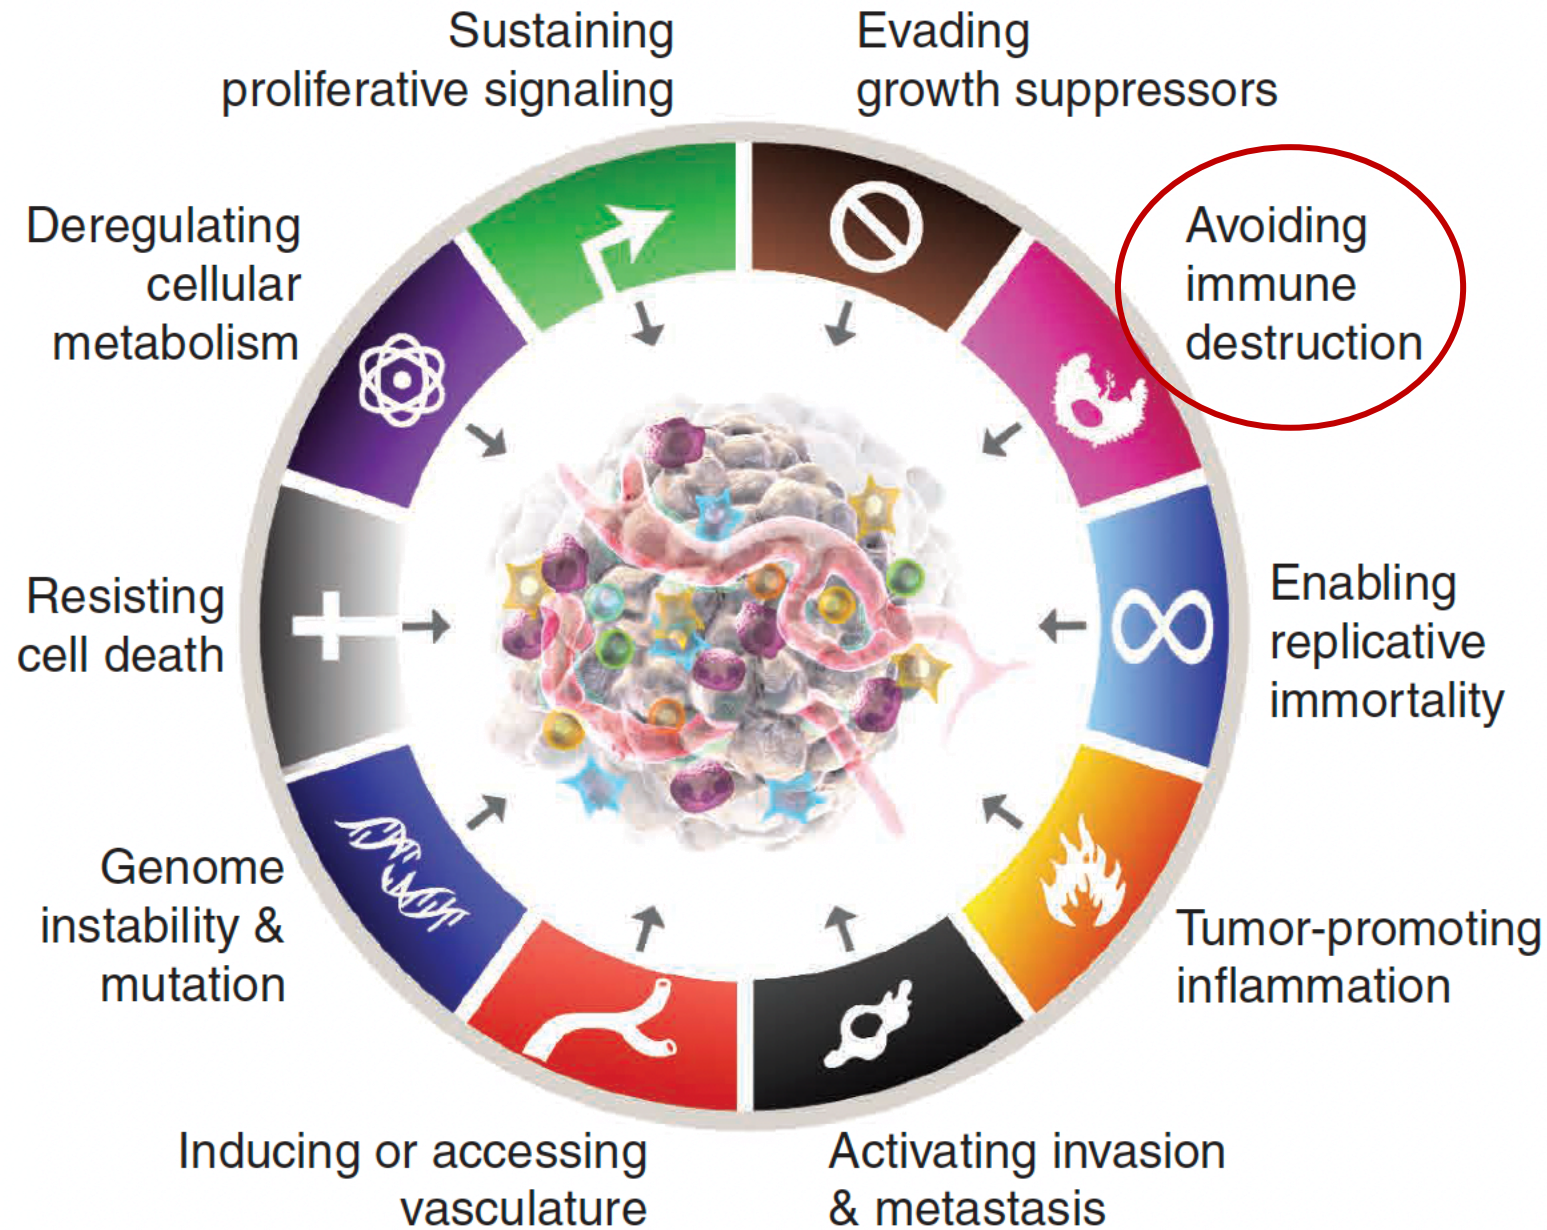 Sustaining
proliferative signaling
Evading
growth suppressors
Avoiding
immune
destruction
Enabling
replicative
immortality
Tumor-promoting
inflammation
Activating invasion
& metastasis
Inducing or accessing
vasculature
Genome
instability &
mutation
Resisting
cell death
Deregulating
cellular
metabolism